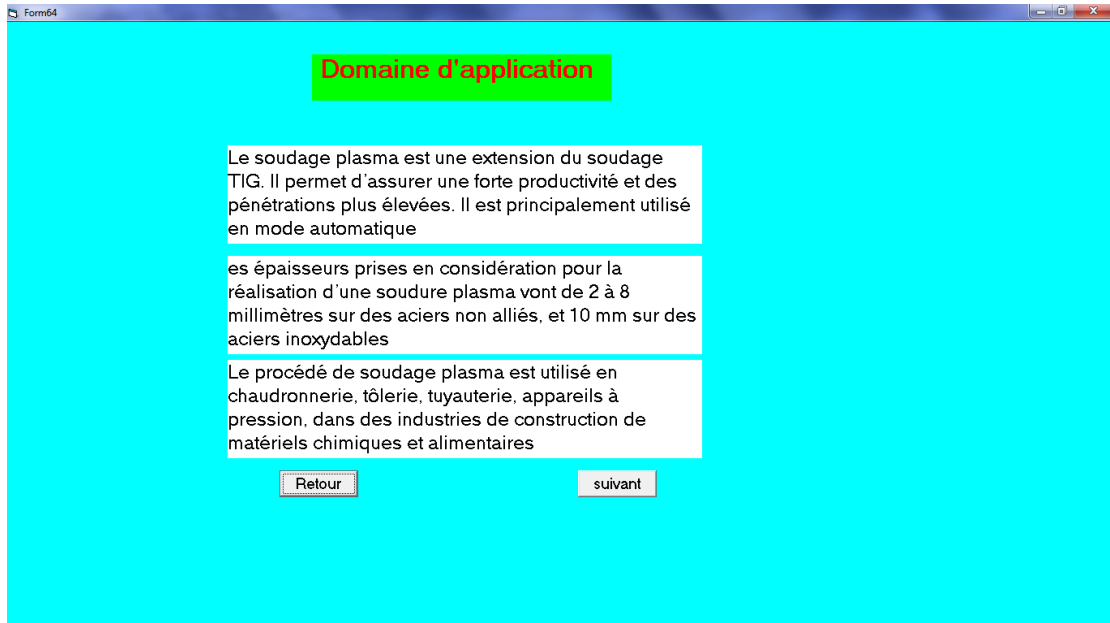 Form64
Domaine d'application
Le soudage plasma est une extension du soudage
TIG. Il permet d'assurer une forte productivité et des
pénétrations plus élevées. Il est principalement utilisé
en mode automatique
es épaisseurs prises en considération pour la
réalisation d'une soudure plasma vont de 2 à 8
millimètres sur des aciers non alliés, et 10 mm sur des
aciers inoxydables
Le procédé de soudage plasma est utilisé en
chaudronnerie, tôlerie, tuyauterie, appareils à
pression, dans des industries de construction de
matériels chimiques et alimentaires
Retour
suivant